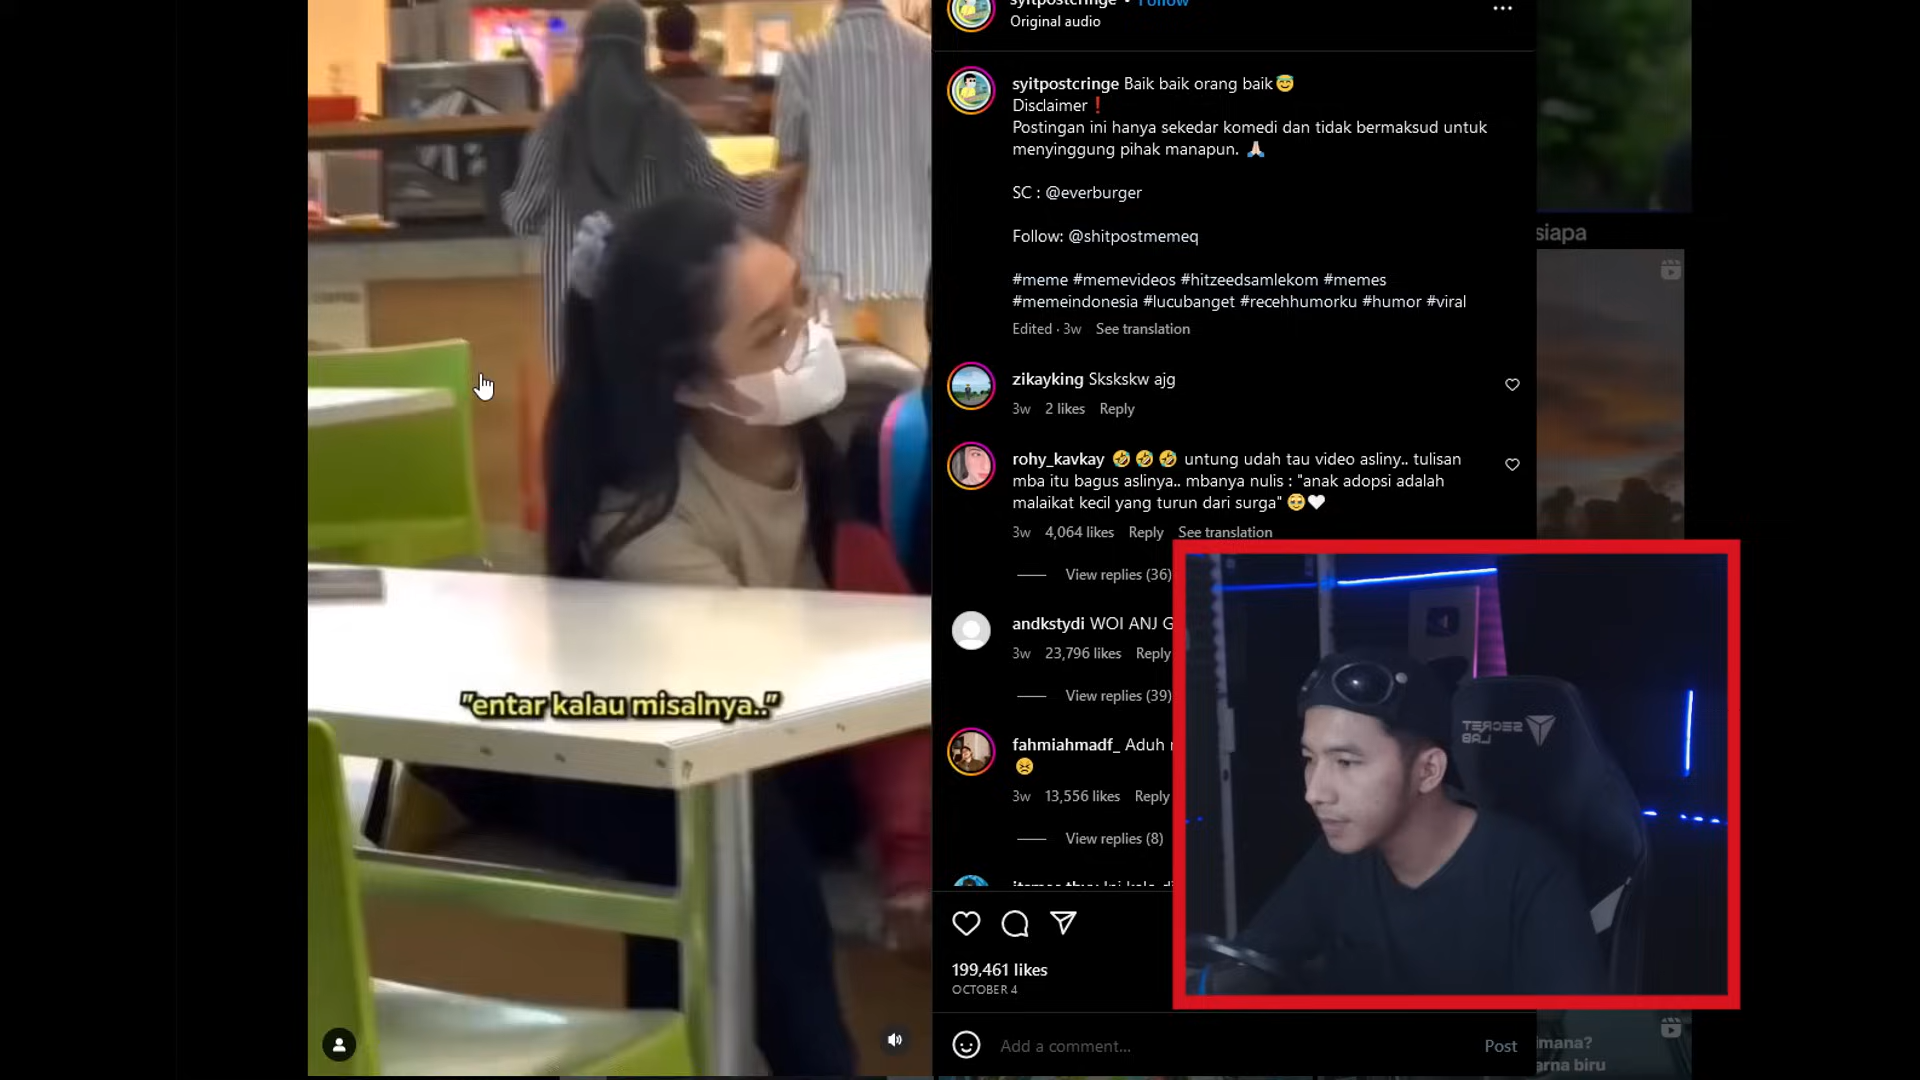 syitpostcringe • Follow
Original audio
syitpostcringe Baik baik orang baik😇
Disclaimer❗
Postingan ini hanya sekedar komedi dan tidak bermaksud untuk
menyinggung pihak manapun. 🙏🏻
SC : @everburger
Follow: @shitpostmemeq
#meme #memevideos #hitzeedsamlekom #memes
#memeindonesia #lucubanget #recehhumorku #humor #viral
Edited · 3w See translation
zikayking Skskskw ajg
3w 2 likes Reply
rohy_kavkay 🤣🤣🤣 untung udah tau video asliny.. tulisan
mba itu bagus aslinya.. mbanya nulis : "anak adopsi adalah
malaikat kecil yang turun dari surga" 🥹🤍
3w 4,064 likes Reply See translation
View replies (36)
andkstydi WOI ANJ G
3w 23,796 likes Reply
View replies (39)
fahmiahmadf_ Aduh
😣
3w 13,556 likes Reply
View replies (8)
199,461 likes
OCTOBER 4
Add a comment...
Post
"entar kalau misalnya.."
siapa
SECRET
LAB
imana?
arna biru